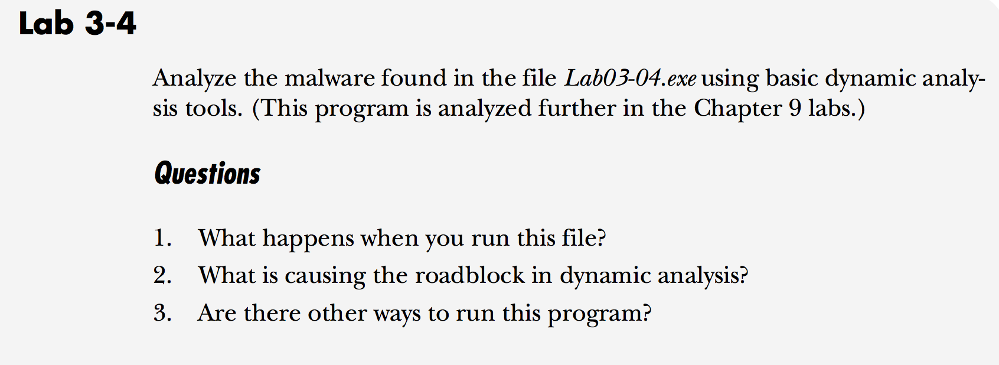 Lab 3-4
Analyze the malware found in the file Lab03-04.exe using basic dynamic analy-
sis tools. (This program is analyzed further in the Chapter 9 labs.)
Questions
1. What happens when you run this file?
2. What is causing the roadblock in dynamic analysis?
3. Are there other ways to run this program?